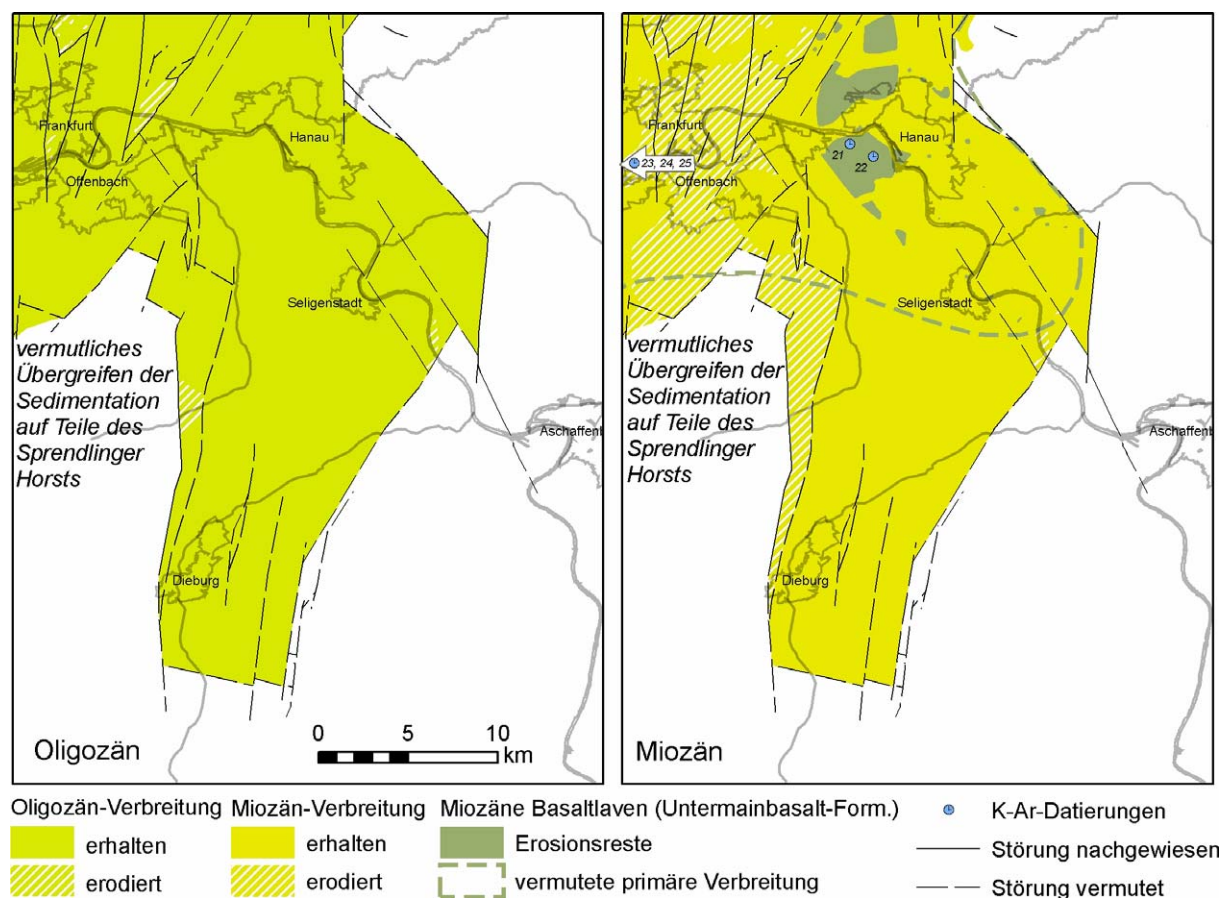 Frankfurt
Offenbach
Hanau
Seligenstadt
vermutliches
Übergreifen der
Sedimentation
auf Teile des
Sprendlinger
Horsts
Aschaffenb
Dieburg
Oligozän
0 5 10
km
Frankfurt
23, 24, 25
Offenbach
Hanau
21
22
Seligenstadt
vermutliches
Übergreifen der
Sedimentation
auf Teile des
Sprendlinger
Horsts
Aschaffenb
Dieburg
Miozän
Oligozän-Verbreitung
erhalten
erodiert
Miozän-Verbreitung
erhalten
erodiert
Miozäne Basaltlaven (Untermainbasalt-Form.)
Erosionsreste
vermutete primäre Verbreitung
K-Ar-Datierungen
Störung nachgewiesen
Störung vermutet